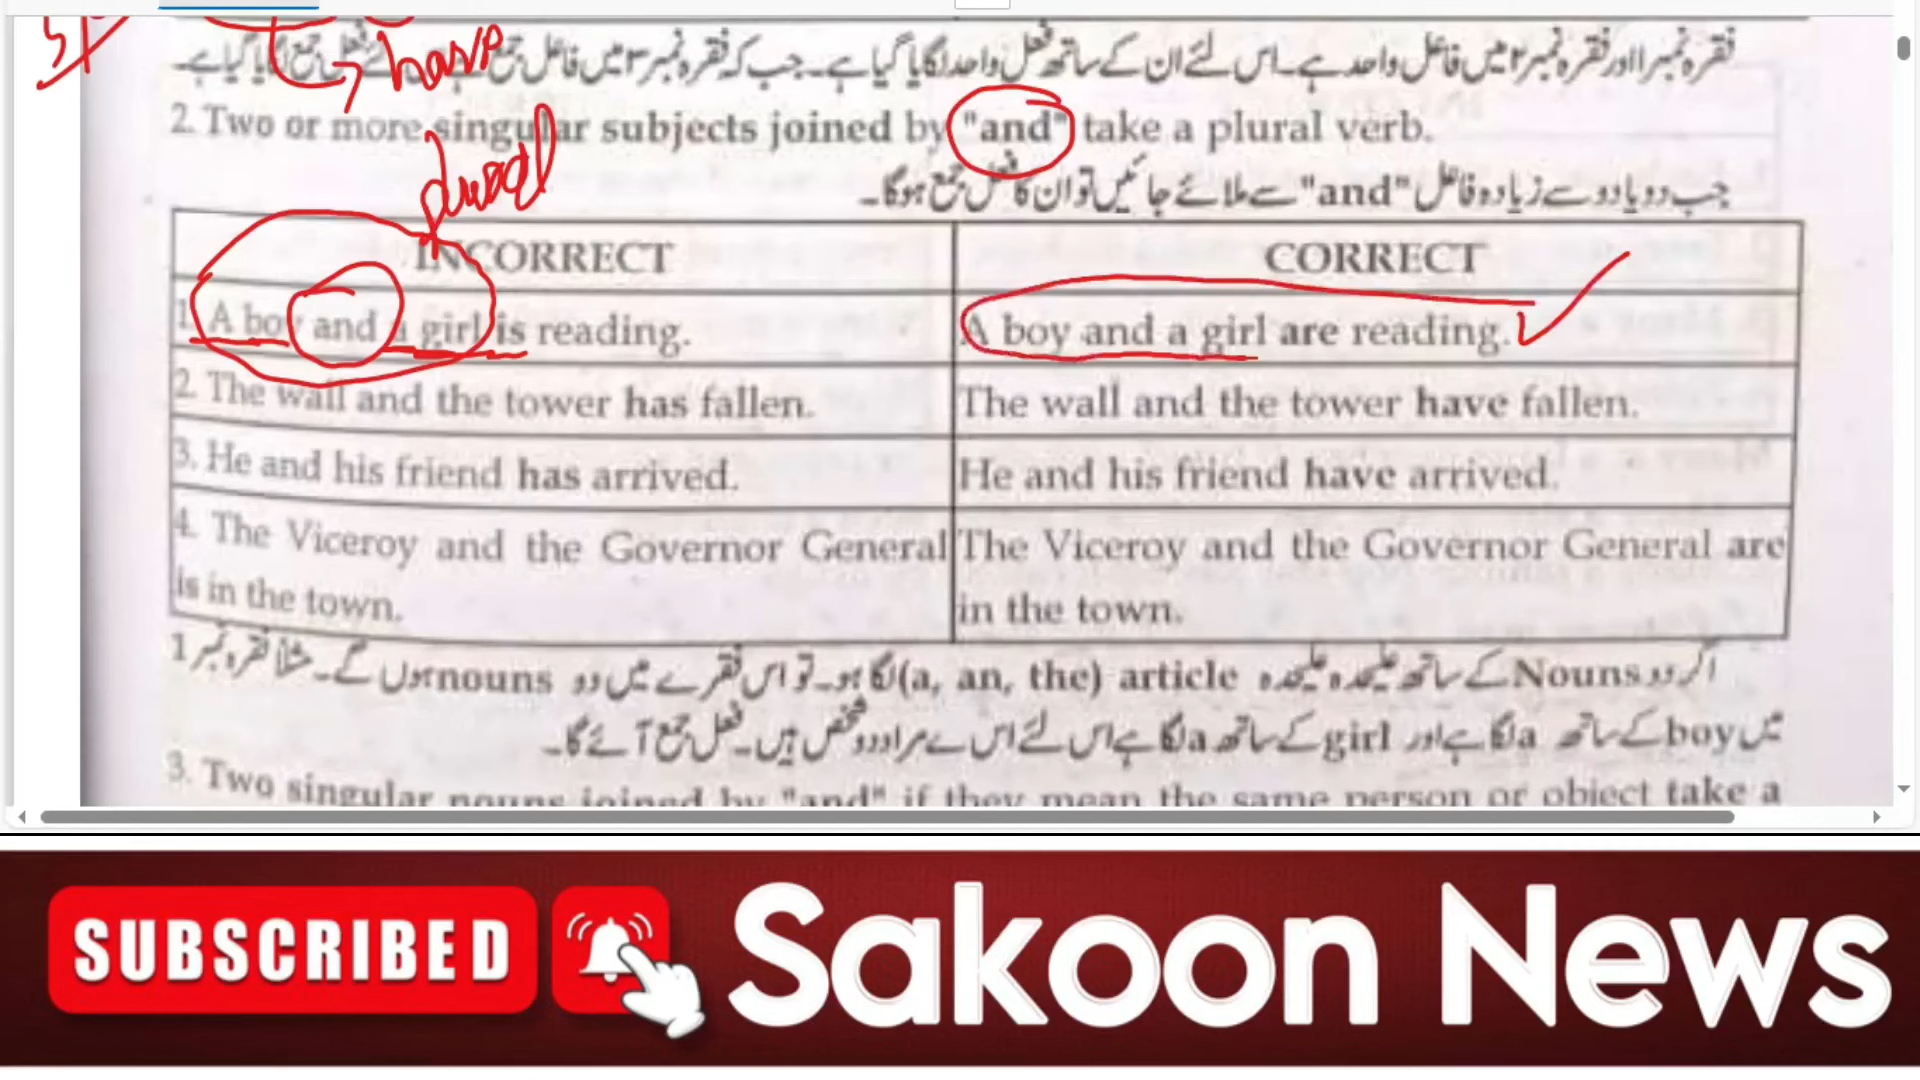 have
فقرہ نمبر ۱ اور فقرہ نمبر ۲ میں فاعل واحد ہے۔ اس لئے ان کے ساتھ فعل واحد لگایا گیا ہے۔ جب کہ فقرہ نمبر ۳ میں فاعل جمع فعل جمع لگایا گیا ہے۔
2. Two or more singular subjects joined by "and" take a plural verb.
plural
جب دو یا دو سے زیادہ فاعل "and" سے ملائے جائیں تو ان کا فعل جمع ہوگا۔
INCORRECT CORRECT
1. A boy and a girl is reading. A boy and a girl are reading.
2. The wall and the tower has fallen. The wall and the tower have fallen.
3. He and his friend has arrived. He and his friend have arrived.
4. The Viceroy and the Governor General The Viceroy and the Governor General are
is in the town. in the town.
اگر دو Nouns کے ساتھ علیحدہ علیحدہ article (a, an, the) لگا ہو۔ تو اس فقرے میں دو nouns ہوں گے۔ مثلاً فقرہ نمبر 1
میں boy کے ساتھ a لگا ہے اور girl کے ساتھ a لگا ہے اس لئے اس سے مراد دو شخص ہیں۔ فعل جمع آئے گا۔
3. Two singular nouns joined by "and" if they mean the same person or object take a
SUBSCRIBED Sakoon News